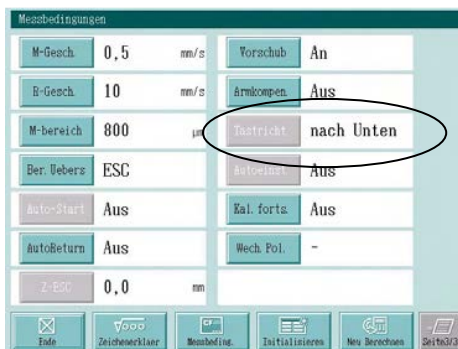 Messbedingungen
M-Gesch. 0,5 mm/s Vorschub An
R-Gesch. 10 mm/s Armkompen. Aus
M-bereich 800 µm Tastricht. nach Unten
Ber. Uebers ESC Autoeinst. Aus
Auto-Start Aus Kal. forts. Aus
AutoReturn Aus Wech. Pol. -
Z-ESC 0,0 mm
Ende Zeichenerklaer Messbeding. Initialisieren Neu Berechnen Seite3/3